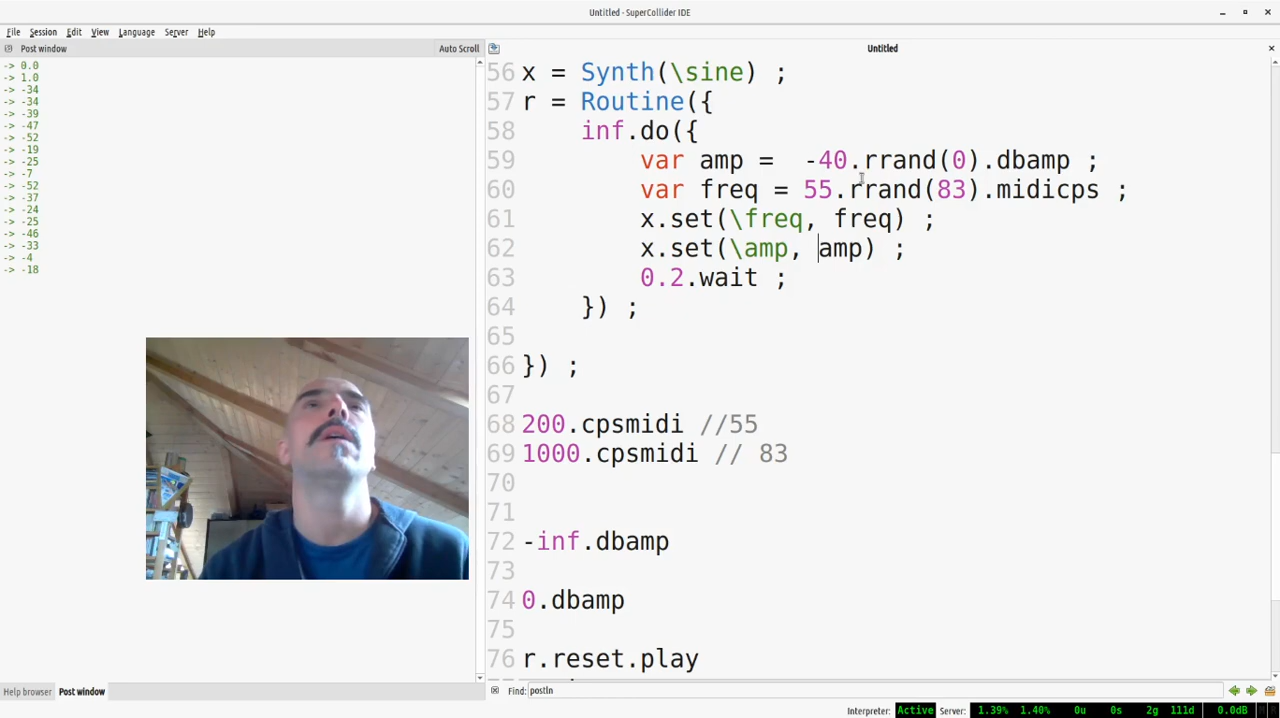 Untitled - SuperCollider IDE
File Session Edit View Language Server Help
Post window
Auto Scroll
Untitled
-> 0.0
-> 1.0
-> -34
-> -34
-> -39
-> -47
-> -52
-> -19
-> -25
-> -7
-> -52
-> -37
-> -24
-> -25
-> -46
-> -33
-> -4
-> -18
56 x = Synth(\sine) ;
57 r = Routine({
58 inf.do({
59 var amp = -40.rrand(0).dbamp ;
60 var freq = 55.rrand(83).midicps ;
61 x.set(\freq, freq) ;
62 x.set(\amp, amp) ;
63 0.2.wait ;
64 }) ;
65
66 }) ;
67
68 200.cpsmidi //55
69 1000.cpsmidi // 83
70
71
72 -inf.dbamp
73
74 0.dbamp
75
76 r.reset.play
Help browser
Post window
Find: postln
Interpreter: Active Server: 1.39% 1.40% 0u 0s 2g 111d 0.0dB